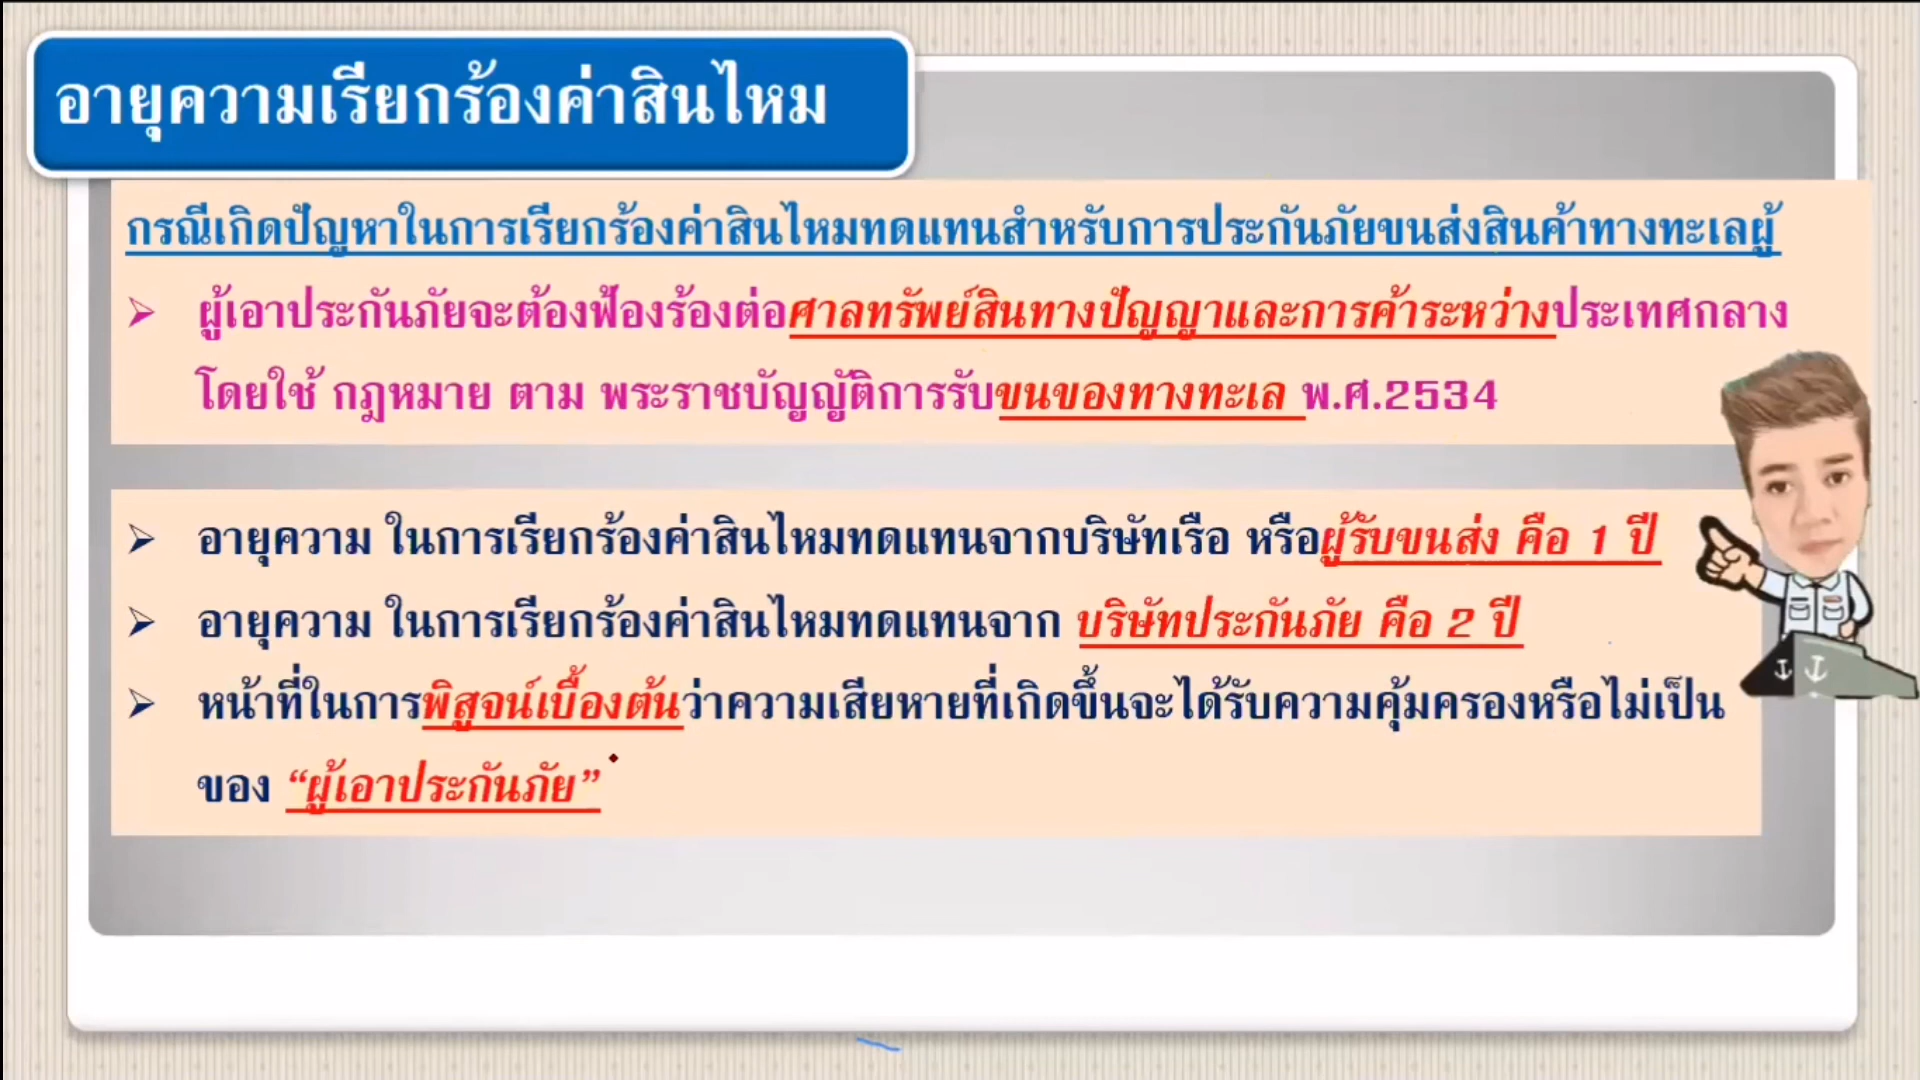 อายุความเรียกร้องค่าสินไหม
กรณีเกิดปัญหาในการเรียกร้องค่าสินไหมทดแทนสำหรับการประกันภัยขนส่งสินค้าทางทะเลผู้
ผู้เอาประกันภัยจะต้องฟ้องร้องต่อศาลทรัพย์สินทางปัญญาและการค้าระหว่างประเทศกลาง
โดยใช้ กฎหมาย ตาม พระราชบัญญัติการรับขนของทางทะเล พ.ศ.2534
อายุความ ในการเรียกร้องค่าสินไหมทดแทนจากบริษัทเรือ หรือผู้รับขนส่ง คือ 1 ปี
อายุความ ในการเรียกร้องค่าสินไหมทดแทนจาก บริษัทประกันภัย คือ 2 ปี
หน้าที่ในการพิสูจน์เบื้องต้นว่าความเสียหายที่เกิดขึ้นจะได้รับความคุ้มครองหรือไม่เป็น
ของ “ผู้เอาประกันภัย”